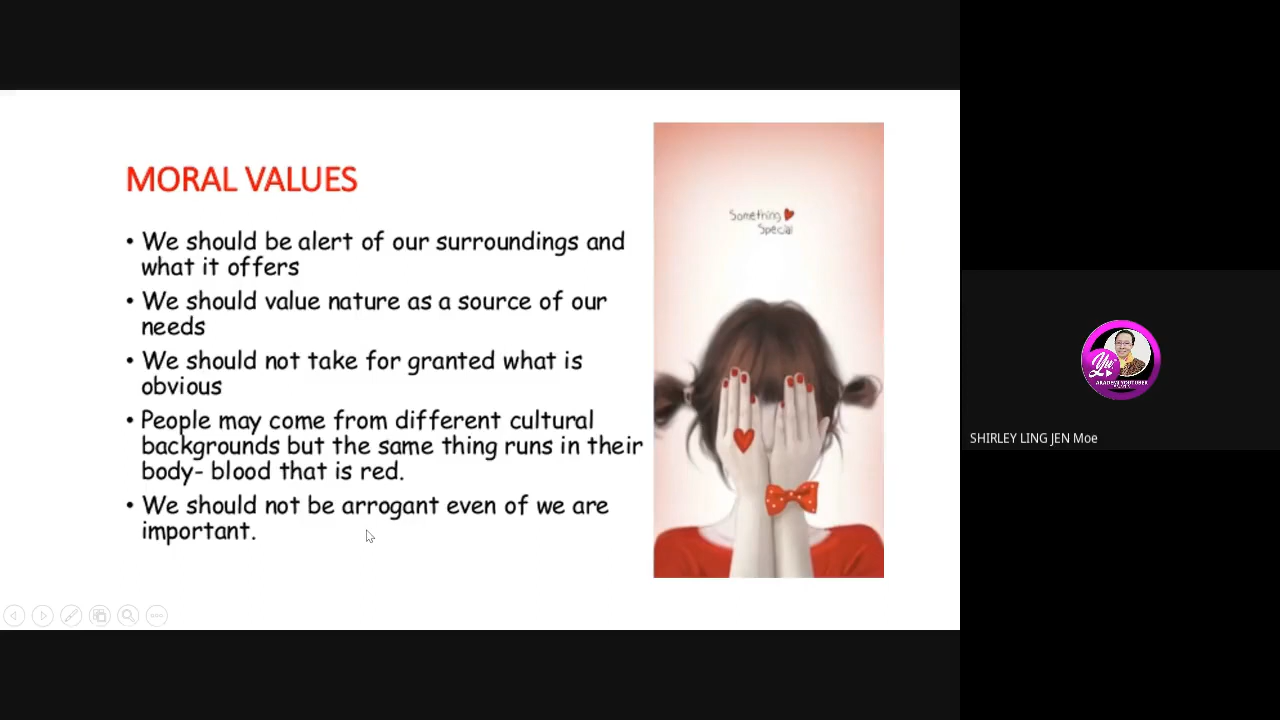 MORAL VALUES
• We should be alert of our surroundings and
what it offers
• We should value nature as a source of our
needs
• We should not take for granted what is
obvious
• People may come from different cultural
backgrounds but the same thing runs in their
body- blood that is red.
• We should not be arrogant even of we are
important.
Something
Special
Yu
AKADEMI YOUTUBER
SHIRLEY LING JEN Moe